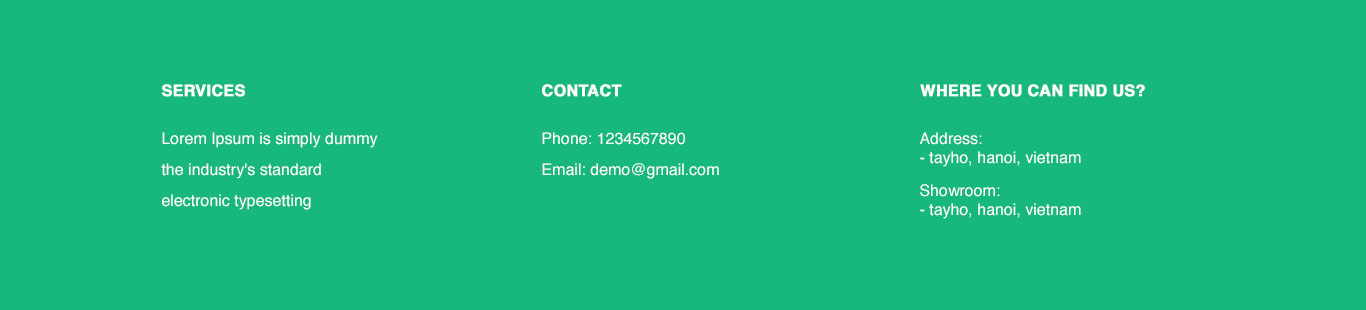 SERVICES
Lorem Ipsum is simply dummy
the industry's standard
electronic typesetting
CONTACT
Phone: 1234567890
Email: demo@gmail.com
WHERE YOU CAN FIND US?
Address:
- tayho, hanoi, vietnam
Showroom:
- tayho, hanoi, vietnam